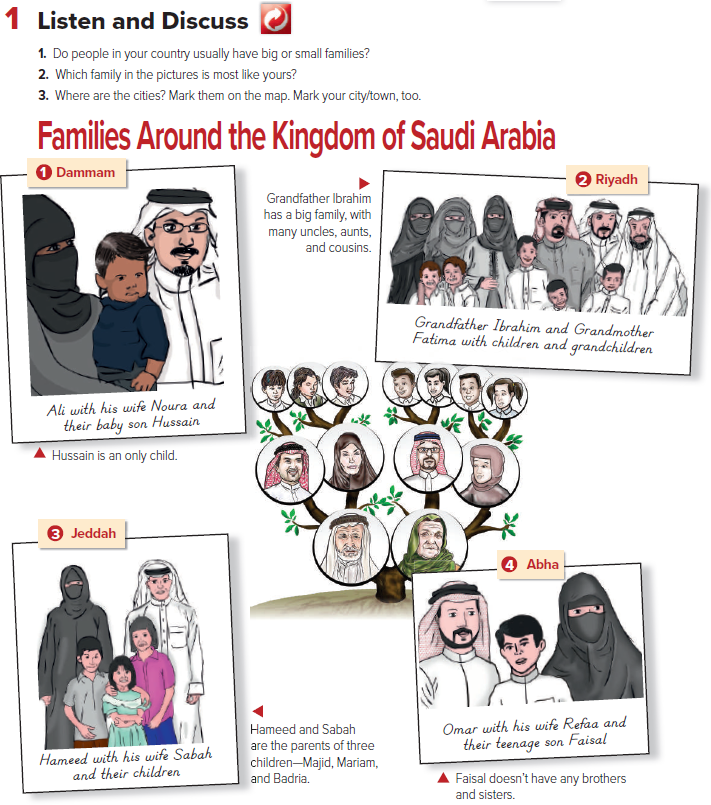 1 Listen and Discuss
1. Do people in your country usually have big or small families?
2. Which family in the pictures is most like yours?
3. Where are the cities? Mark them on the map. Mark your city/town, too.
Families Around the Kingdom of Saudi Arabia
1 Dammam
Ali with his wife Noura and
their baby son Hussain
Hussain is an only child.
Grandfather Ibrahim
has a big family, with
many uncles, aunts,
and cousins.
2 Riyadh
Grandfather Ibrahim and Grandmother
Fatima with children and grandchildren
3 Jeddah
Hameed with his wife Sabah
and their children
Hameed and Sabah
are the parents of three
children—Majid, Mariam,
and Badria.
4 Abha
Omar with his wife Refaa and
their teenage son Faisal
Faisal doesn't have any brothers
and sisters.